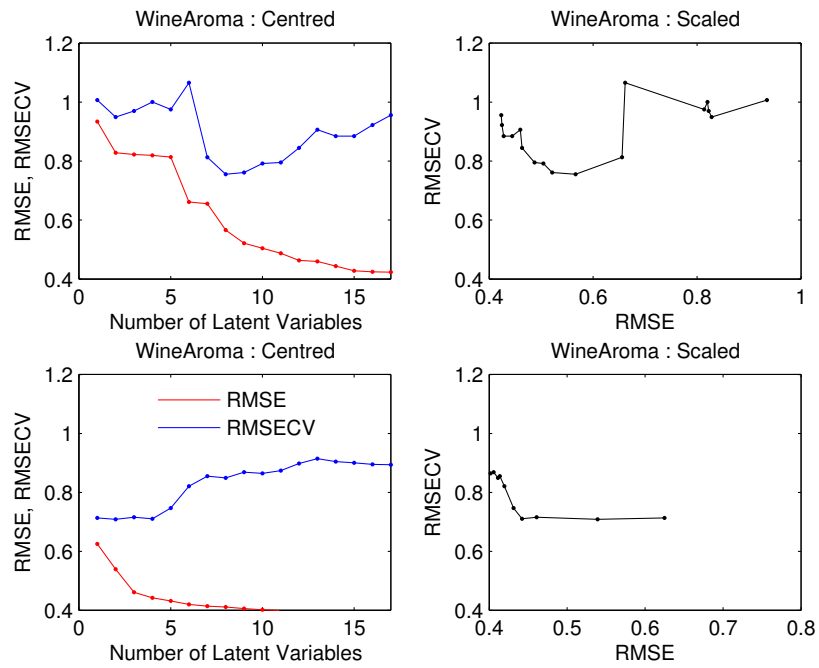 WineAroma : Centred
RMSE, RMSECV
1.2
1
0.8
0.6
0.4
0
5
10
15
Number of Latent Variables
WineAroma : Scaled
RMSECV
1.2
1
0.8
0.6
0.4
0.4
0.6
0.8
1
RMSE
WineAroma : Centred
RMSE, RMSECV
1.2
1
0.8
0.6
0.4
RMSE
RMSECV
0
5
10
15
Number of Latent Variables
WineAroma : Scaled
RMSECV
1.2
1
0.8
0.6
0.4
0.4
0.5
0.6
0.7
0.8
RMSE